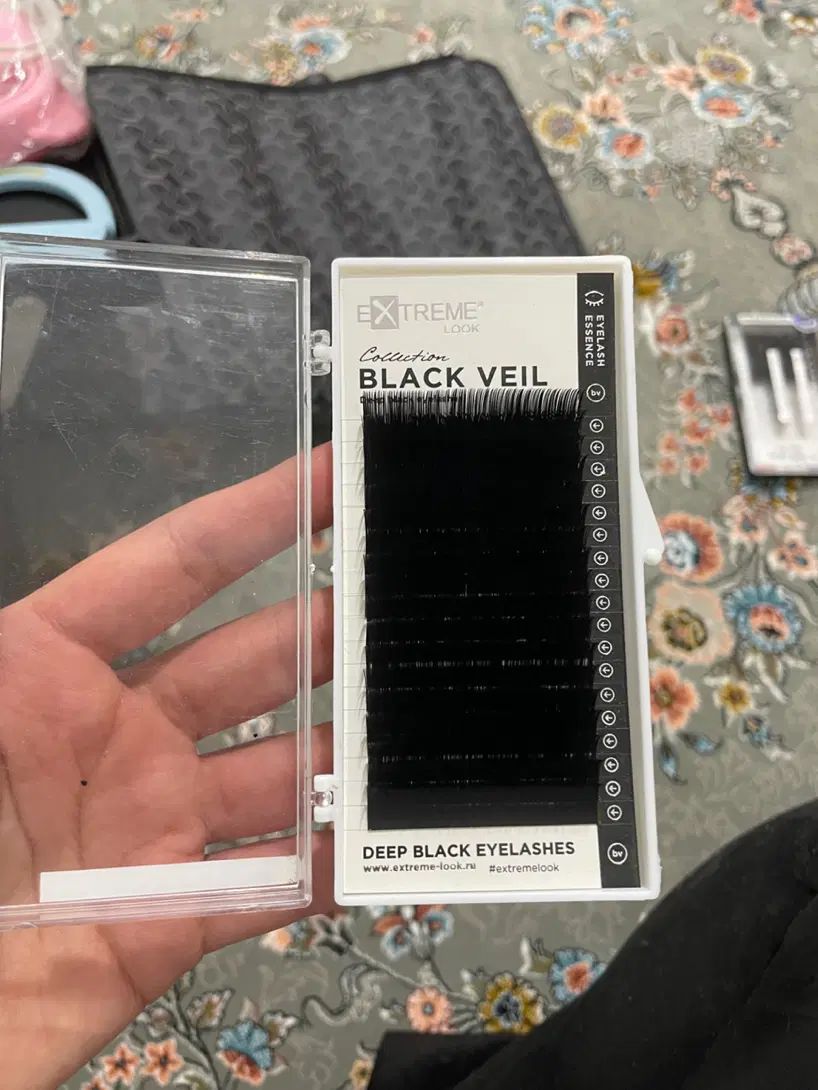 EXTREME®
LOOK
Collection
BLACK VEIL
EYELASH
ESSENCE
bv
DEEP BLACK EYELASHES
www.extreme-look.ru #extremelook
bv